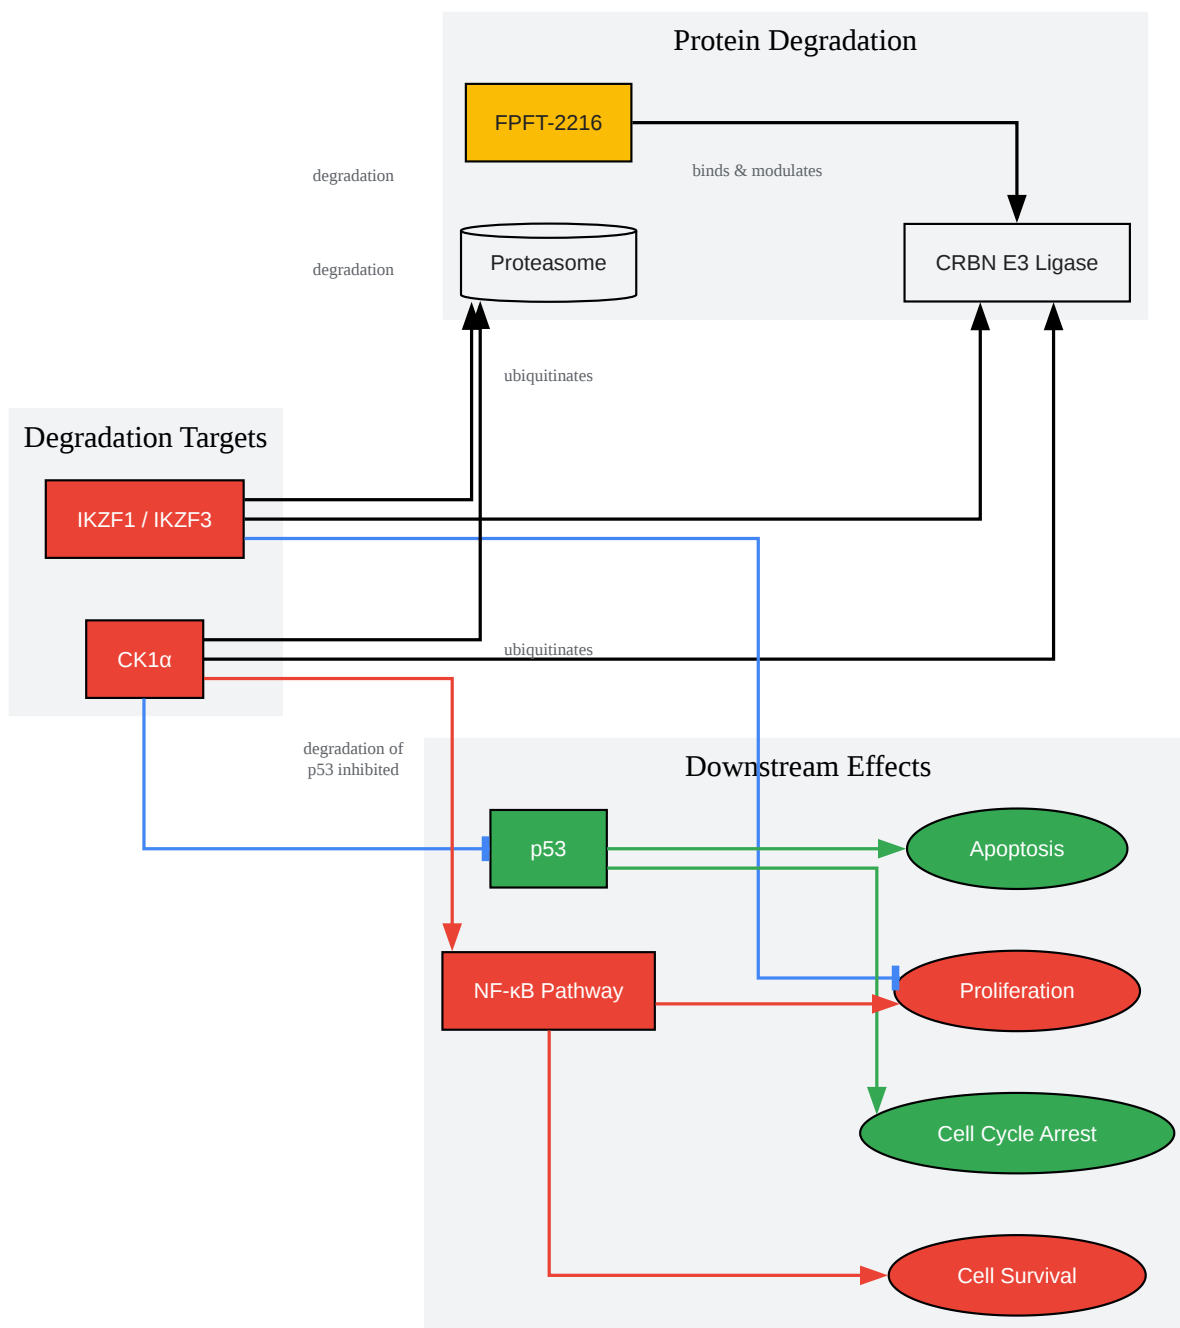 Protein Degradation
FPFT-2216
binds & modulates
degradation
Proteasome
CRBN E3 Ligase
degradation
ubiquitinates
Degradation Targets
IKZF1 / IKZF3
CK1α
ubiquitinates
degradation of
p53 inhibited
Downstream Effects
p53
Apoptosis
NF-κB Pathway
Proliferation
Cell Cycle Arrest
Cell Survival